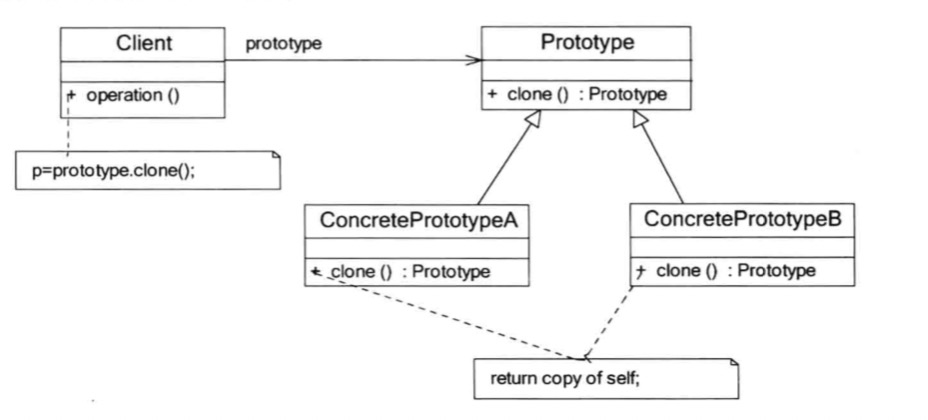 Client
prototype
Prototype
+ operation ()
+ clone () : Prototype
p=prototype.clone();
ConcretePrototypeA
ConcretePrototypeB
+ clone () : Prototype
+ clone () : Prototype
return copy of self;